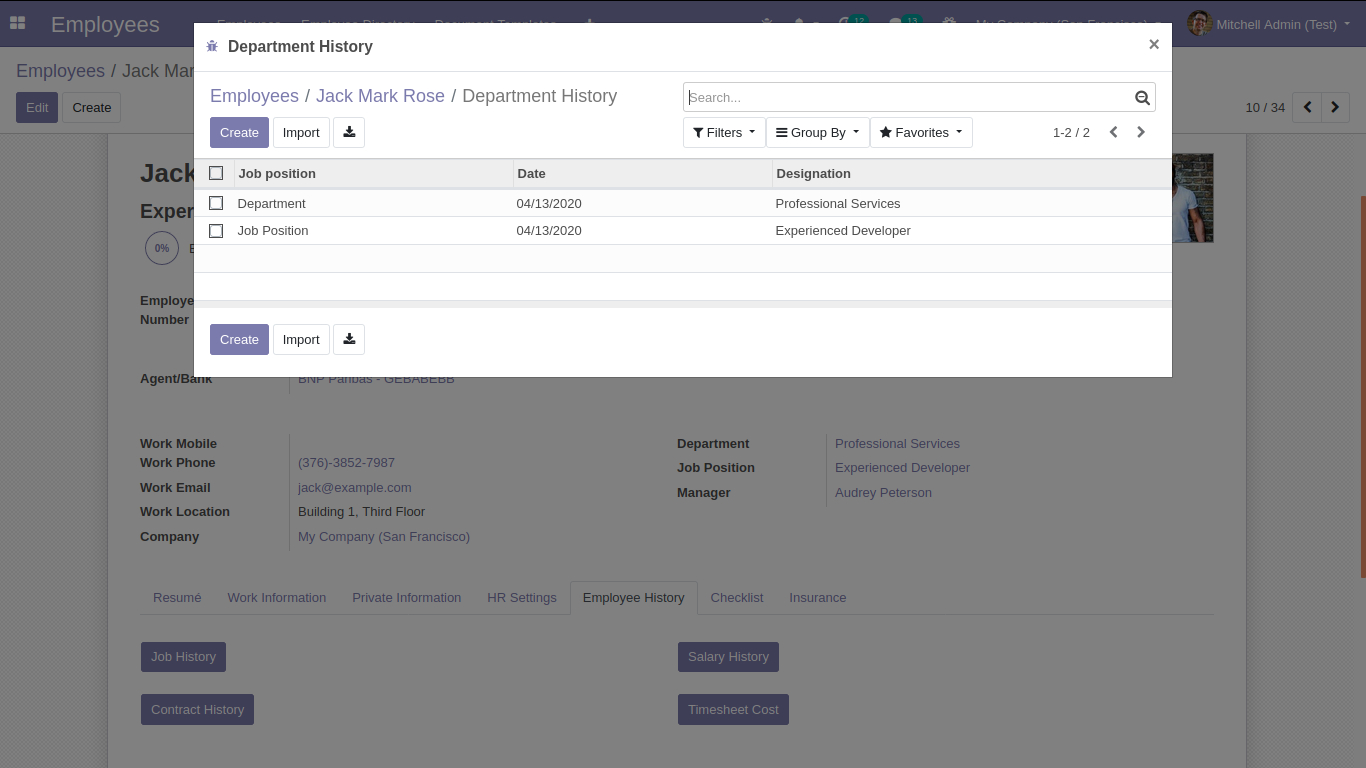 Employees
Mitchell Admin (Test)
12
13
Employees / Jack Mar
Edit
Create
10 / 34
Department History
×
Employees / Jack Mark Rose / Department History
Search...
Create
Import
Filters
Group By
Favorites
1-2 / 2
Job position
Date
Designation
Department
04/13/2020
Professional Services
Job Position
04/13/2020
Experienced Developer
Create
Import
Jack
Exper
0%
E
Employe
Number
Agent/Bank
BNP Paribas - GEBABEBB
Work Mobile
Work Phone
(376)-3852-7987
Work Email
jack@example.com
Work Location
Building 1, Third Floor
Company
My Company (San Francisco)
Department
Professional Services
Job Position
Experienced Developer
Manager
Audrey Peterson
Resumé
Work Information
Private Information
HR Settings
Employee History
Checklist
Insurance
Job History
Salary History
Contract History
Timesheet Cost